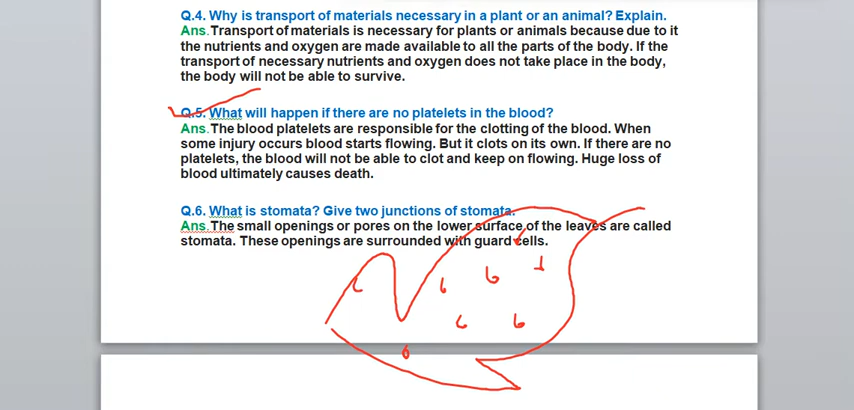 Q.4. Why is transport of materials necessary in a plant or an animal? Explain.
Ans. Transport of materials is necessary for plants or animals because due to it
the nutrients and oxygen are made available to all the parts of the body. If the
transport of necessary nutrients and oxygen does not take place in the body,
the body will not be able to survive.
Q.5. What will happen if there are no platelets in the blood?
Ans. The blood platelets are responsible for the clotting of the blood. When
some injury occurs blood starts flowing. But it clots on its own. If there are no
platelets, the blood will not be able to clot and keep on flowing. Huge loss of
blood ultimately causes death.
Q.6. What is stomata? Give two junctions of stomata.
Ans. The small openings or pores on the lower surface of the leaves are called
stomata. These openings are surrounded with guard cells.